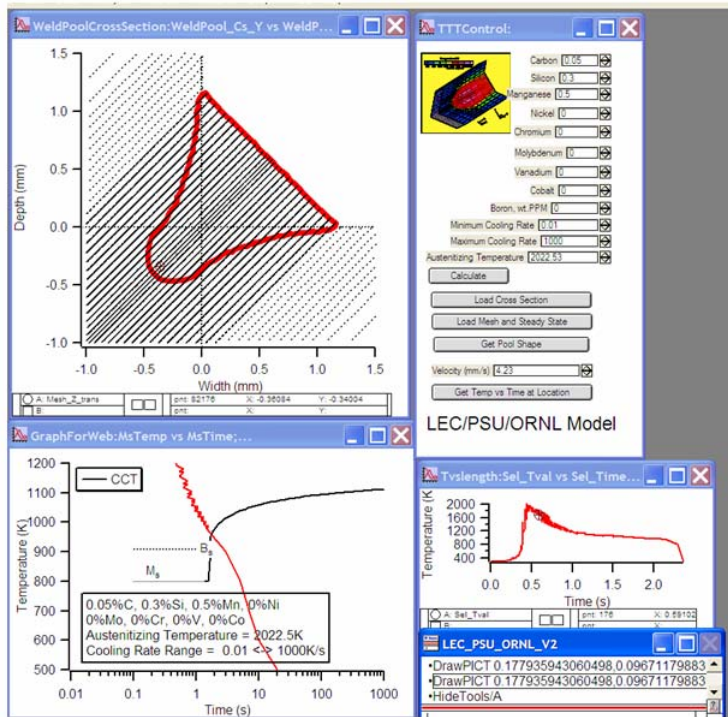 WeldPoolCrossSection:WeldPool_Cs_Y vs WeldP...
Depth (mm)
1.5
1.0
0.5
0.0
-0.5
-1.0
-1.0 -0.5 0.0 0.5 1.0 1.5
Width (mm)
A: Mesh_Z_trans pnt: 82176 X: -0.36084 Y: -0.34004
B: pnt: X: Y:
TTTControl:
Carbon 0.05
Silicon 0.3
Manganese 0.5
Nickel 0
Chromium 0
Molybdenum 0
Vanadium 0
Cobalt 0
Boron, wt.PPM 0
Minimum Cooling Rate 0.01
Maximum Cooling Rate 1000
Austentizing Temperature 2022.53
Calculate
Load Cross Section
Load Mesh and Steady State
Get Pool Shape
Velocity (mm/s) 4.23
Get Temp vs Time at Location
LEC/PSU/ORNL Model
GraphForWeb:MsTemp vs MsTime;...
Temperature (K)
1200
1100
1000
900
800
700
600
500
CCT
Bs
Ms
0.05%C, 0.3%Si, 0.5%Mn, 0%Ni
0%Mo, 0%Cr, 0%V, 0%Co
Austenitizing Temperature = 2022.5K
Cooling Rate Range = 0.01 <-> 1000K/s
0.01 0.1 1 10 100 1000
Time (s)
Tvslength:Sel_Tval vs Sel_Time...
Temperature (K
2000
1600
1200
800
400
0.0 0.5 1.0 1.5 2.0
Time (s)
A: Sel_Tval pnt: 176 X: 0.59102
B:
LEC_PSU_ORNL_V2
•DrawPICT 0.177935943060498,0.09671179883
•DrawPICT 0.177935943060498,0.09671179883
•HideTools/A